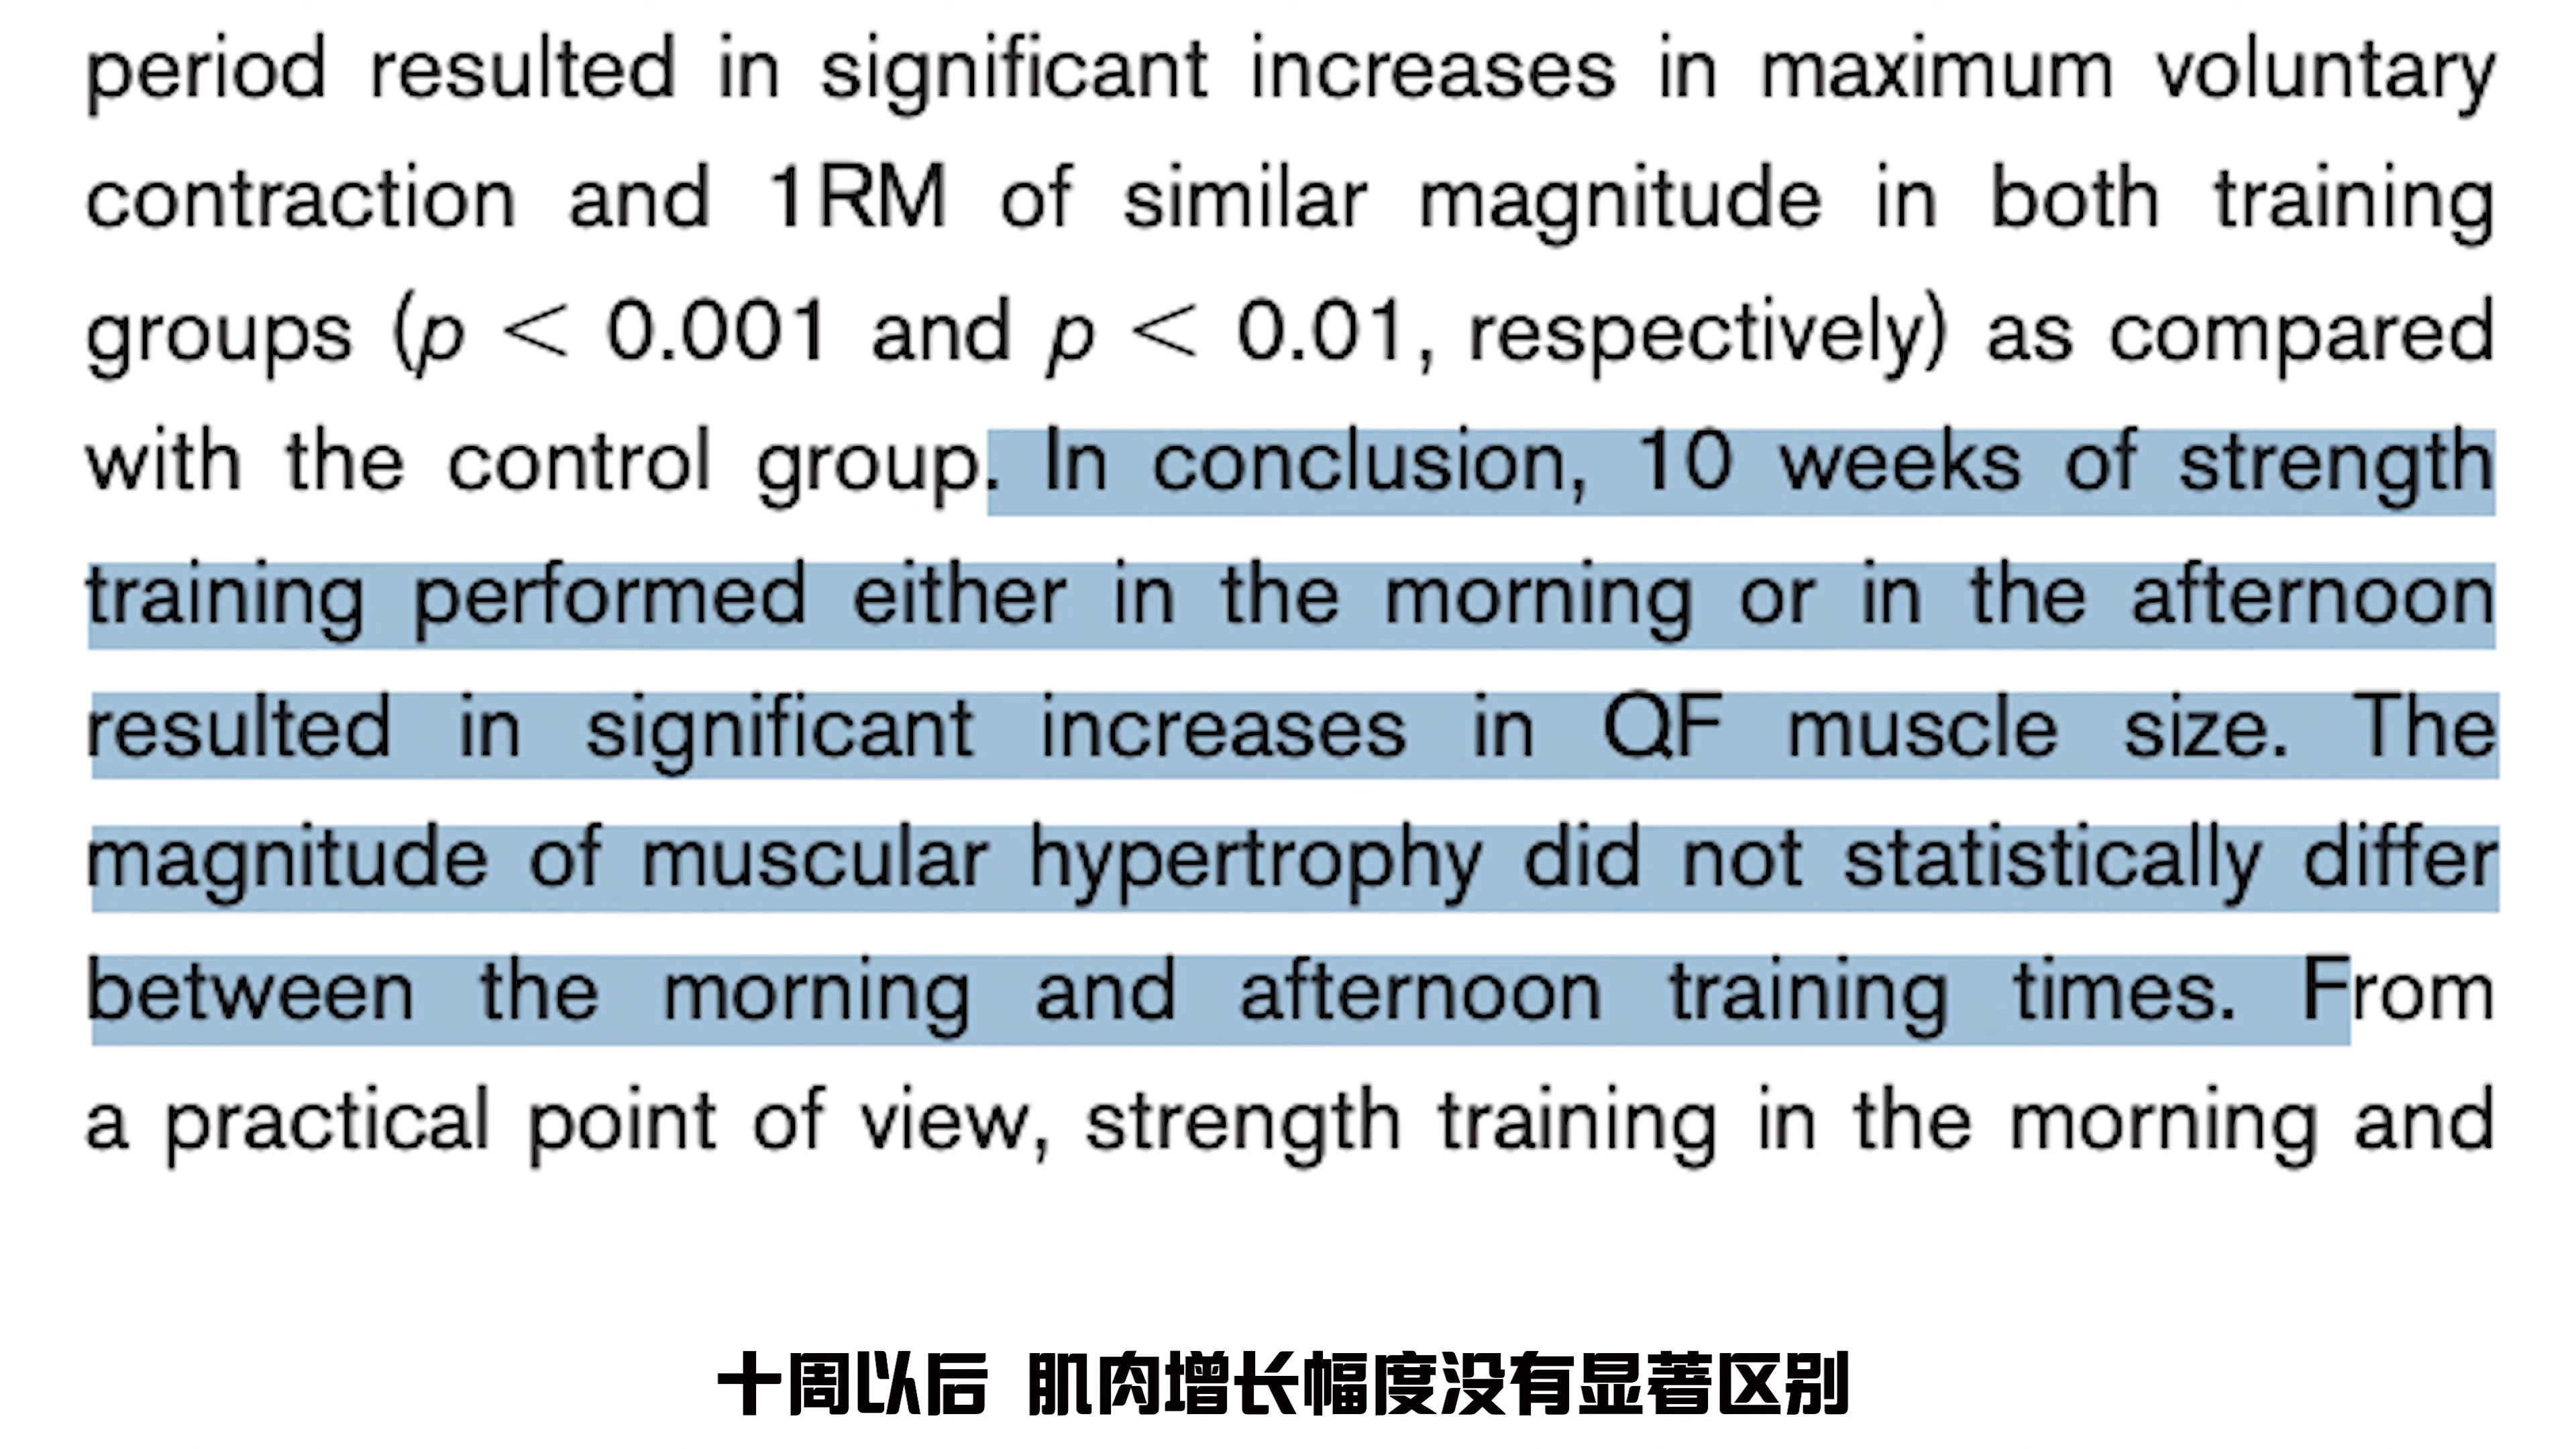 period resulted in significant increases in maximum voluntary
contraction and 1RM of similar magnitude in both training
groups (p < 0.001 and p < 0.01, respectively) as compared
with the control group. In conclusion, 10 weeks of strength
training performed either in the morning or in the afternoon
resulted in significant increases in QF muscle size. The
magnitude of muscular hypertrophy did not statistically differ
between the morning and afternoon training times. From
a practical point of view, strength training in the morning and
十周以后 肌肉增长幅度没有显著区别